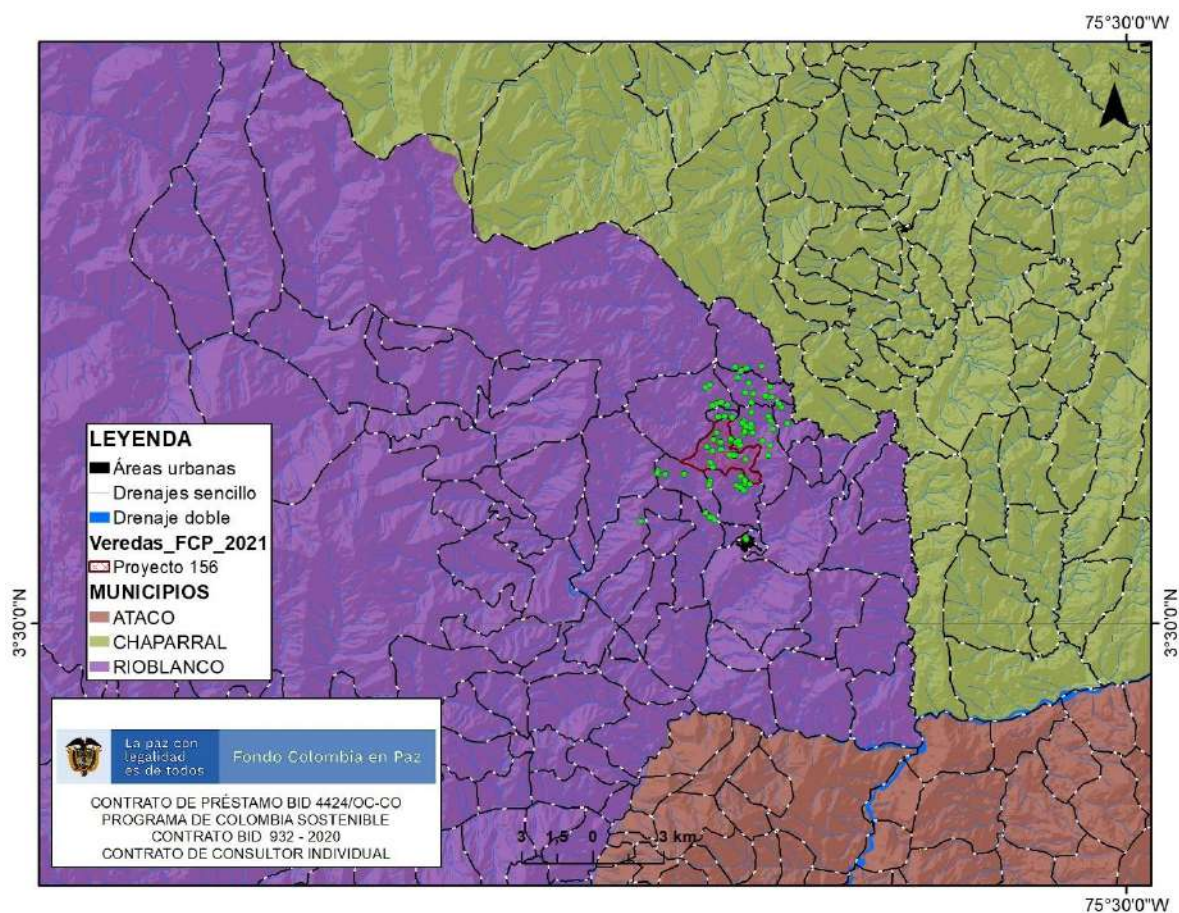 75°30'0"W
N
LEYENDA
Áreas urbanas
Drenajes sencillo
Drenaje doble
Veredas_FCP_2021
Proyecto 156
MUNICIPIOS
ATACO
CHAPARRAL
RIOBLANCO
3°30'0"N
3°30'0"N
La paz con
legalidad
es de todos
Fondo Colombia en Paz
CONTRATO DE PRÉSTAMO BID 4424/OC-CO
PROGRAMA DE COLOMBIA SOSTENIBLE
CONTRATO BID 932 - 2020
CONTRATO DE CONSULTOR INDIVIDUAL
3 1,5 0 3 km
75°30'0"W